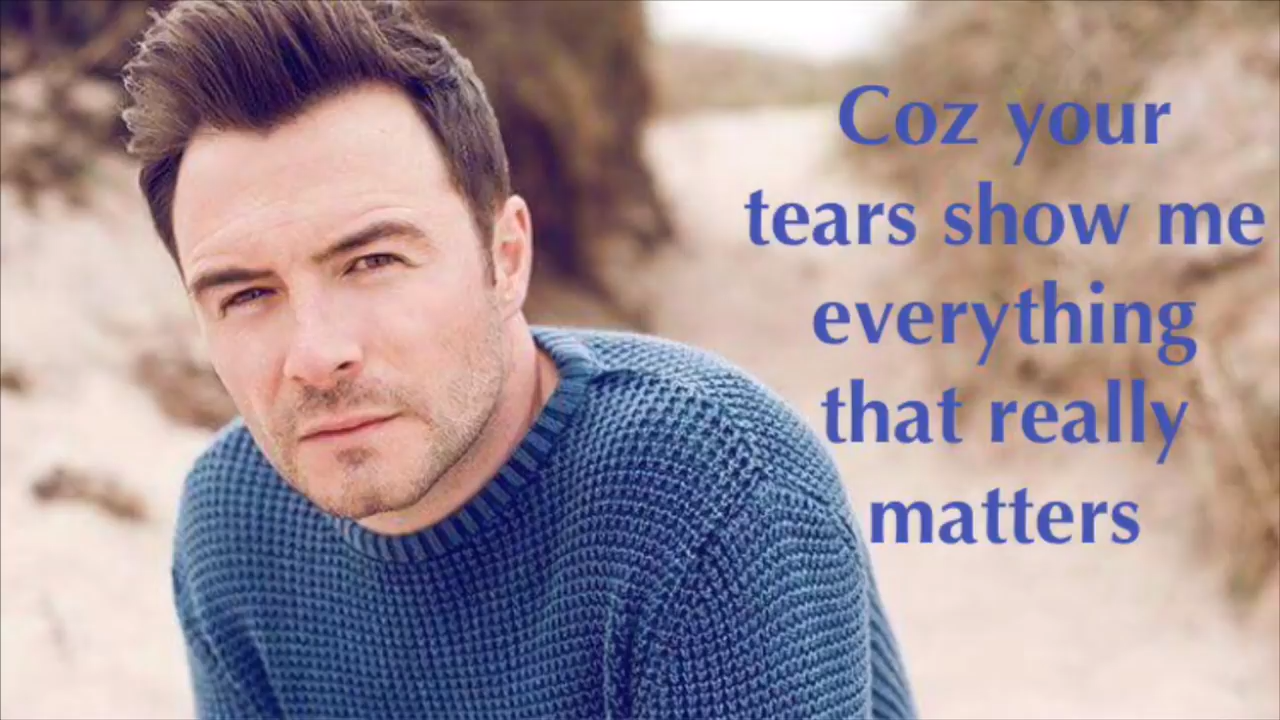 Coz your
tears show me
everything
that really
matters